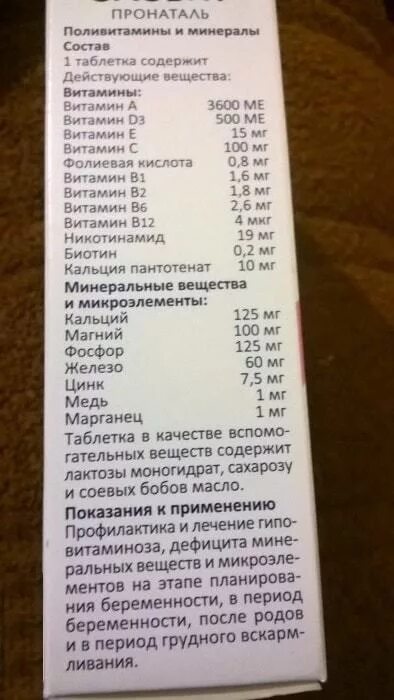 ПРОНАТАЛЬ
Поливитамины и минералы
Состав
1 таблетка содержит
Действующие вещества:
Витамины:
Витамин А 3600 МЕ
Витамин D3 500 МЕ
Витамин Е 15 мг
Витамин С 100 мг
Фолиевая кислота 0,8 мг
Витамин В1 1,6 мг
Витамин В2 1,8 мг
Витамин В6 2,6 мг
Витамин В12 4 мкг
Никотинамид 19 мг
Биотин 0,2 мг
Кальция пантотенат 10 мг
Минеральные вещества
и микроэлементы:
Кальций 125 мг
Магний 100 мг
Фосфор 125 мг
Железо 60 мг
Цинк 7,5 мг
Медь 1 мг
Марганец 1 мг
Таблетка в качестве вспомо-
гательных веществ содержит
лактозы моногидрат, сахарозу
и соевых бобов масло.
Показания к применению
Профилактика и лечение гипо-
витаминоза, дефицита мине-
ральных веществ и микроэле-
ментов на этапе планирова-
ния беременности, в период
беременности, после родов
и в период грудного вскарм-
ливания.